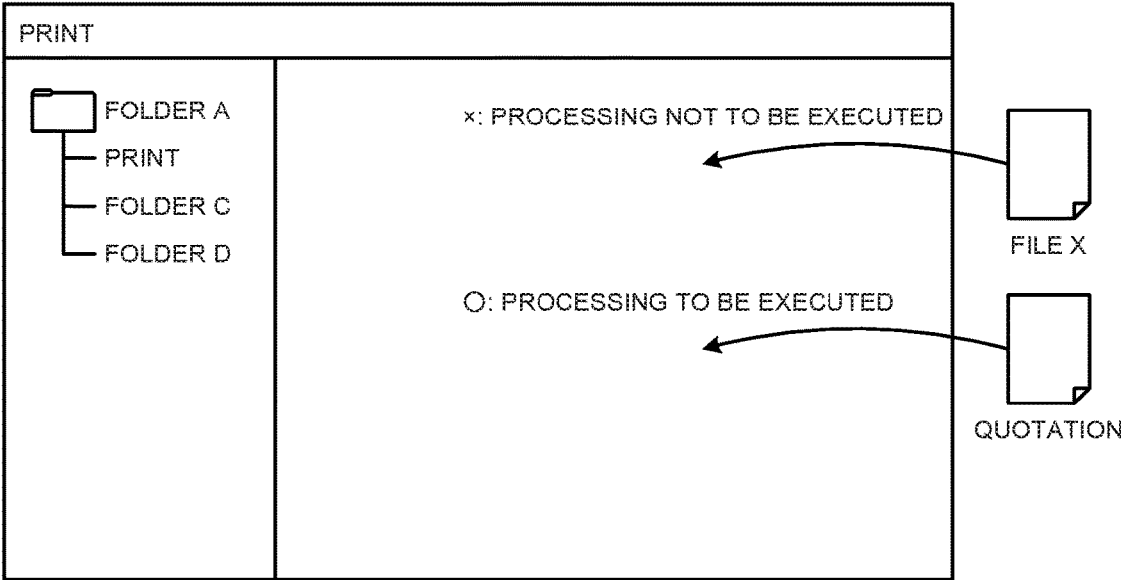 PRINT
FOLDER A
PRINT
FOLDER C
FOLDER D
×: PROCESSING NOT TO BE EXECUTED
FILE X
○: PROCESSING TO BE EXECUTED
QUOTATION